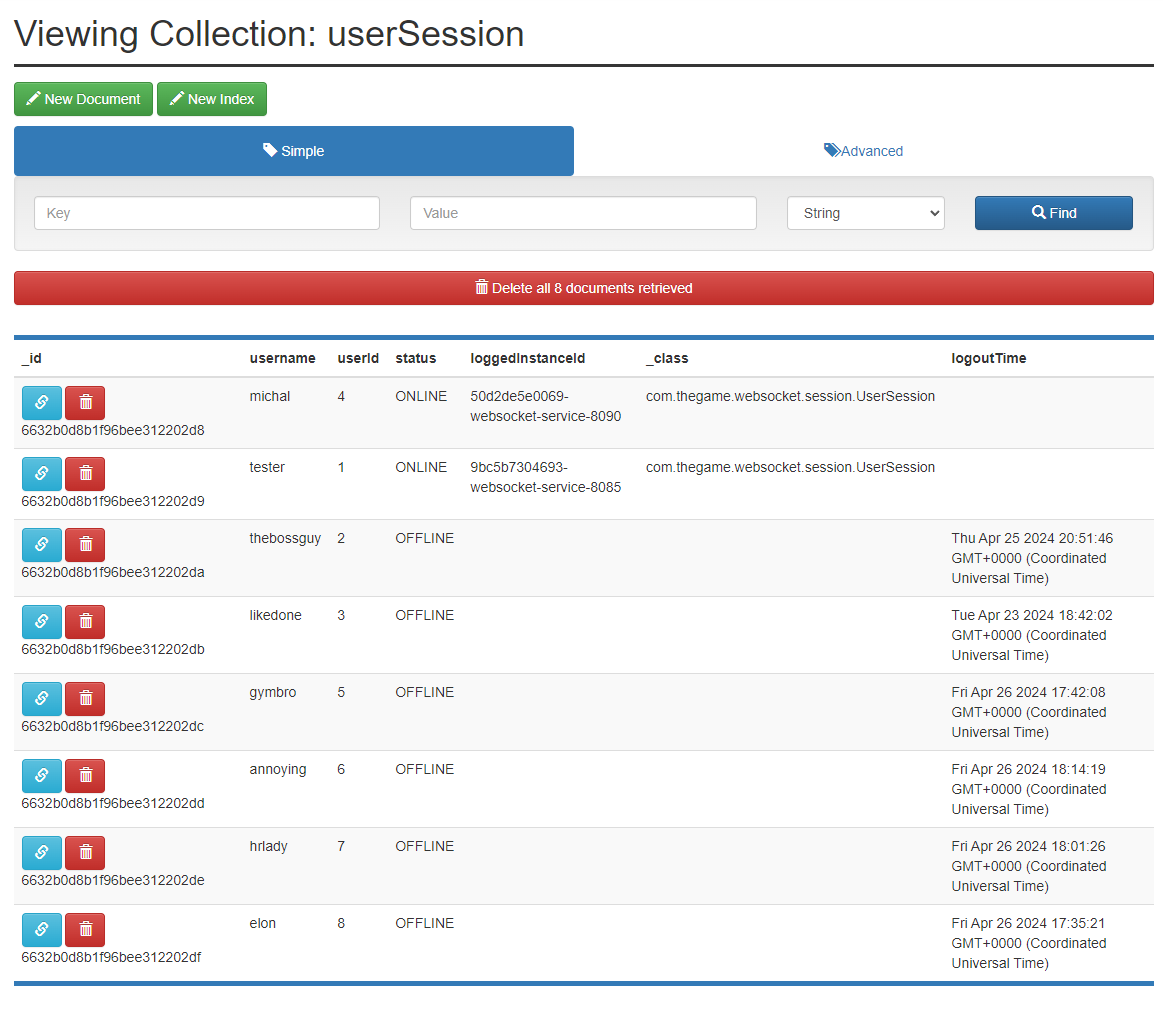 Viewing Collection: userSession
New Document New Index
Simple Advanced
Key Value String Find
Delete all 8 documents retrieved
_id username userId status loggedInstanceId _class logoutTime
michal 4 ONLINE 50d2de5e0069- com.thegame.websocket.session.UserSession
websocket-service-8090
6632b0d8b1f96bee312202d8
tester 1 ONLINE 9bc5b7304693- com.thegame.websocket.session.UserSession
websocket-service-8085
6632b0d8b1f96bee312202d9
thebossguy 2 OFFLINE Thu Apr 25 2024 20:51:46
GMT+0000 (Coordinated
6632b0d8b1f96bee312202da Universal Time)
likedone 3 OFFLINE Tue Apr 23 2024 18:42:02
GMT+0000 (Coordinated
6632b0d8b1f96bee312202db Universal Time)
gymbro 5 OFFLINE Fri Apr 26 2024 17:42:08
GMT+0000 (Coordinated
6632b0d8b1f96bee312202dc Universal Time)
annoying 6 OFFLINE Fri Apr 26 2024 18:14:19
GMT+0000 (Coordinated
6632b0d8b1f96bee312202dd Universal Time)
hrlady 7 OFFLINE Fri Apr 26 2024 18:01:26
GMT+0000 (Coordinated
6632b0d8b1f96bee312202de Universal Time)
elon 8 OFFLINE Fri Apr 26 2024 17:35:21
GMT+0000 (Coordinated
6632b0d8b1f96bee312202df Universal Time)